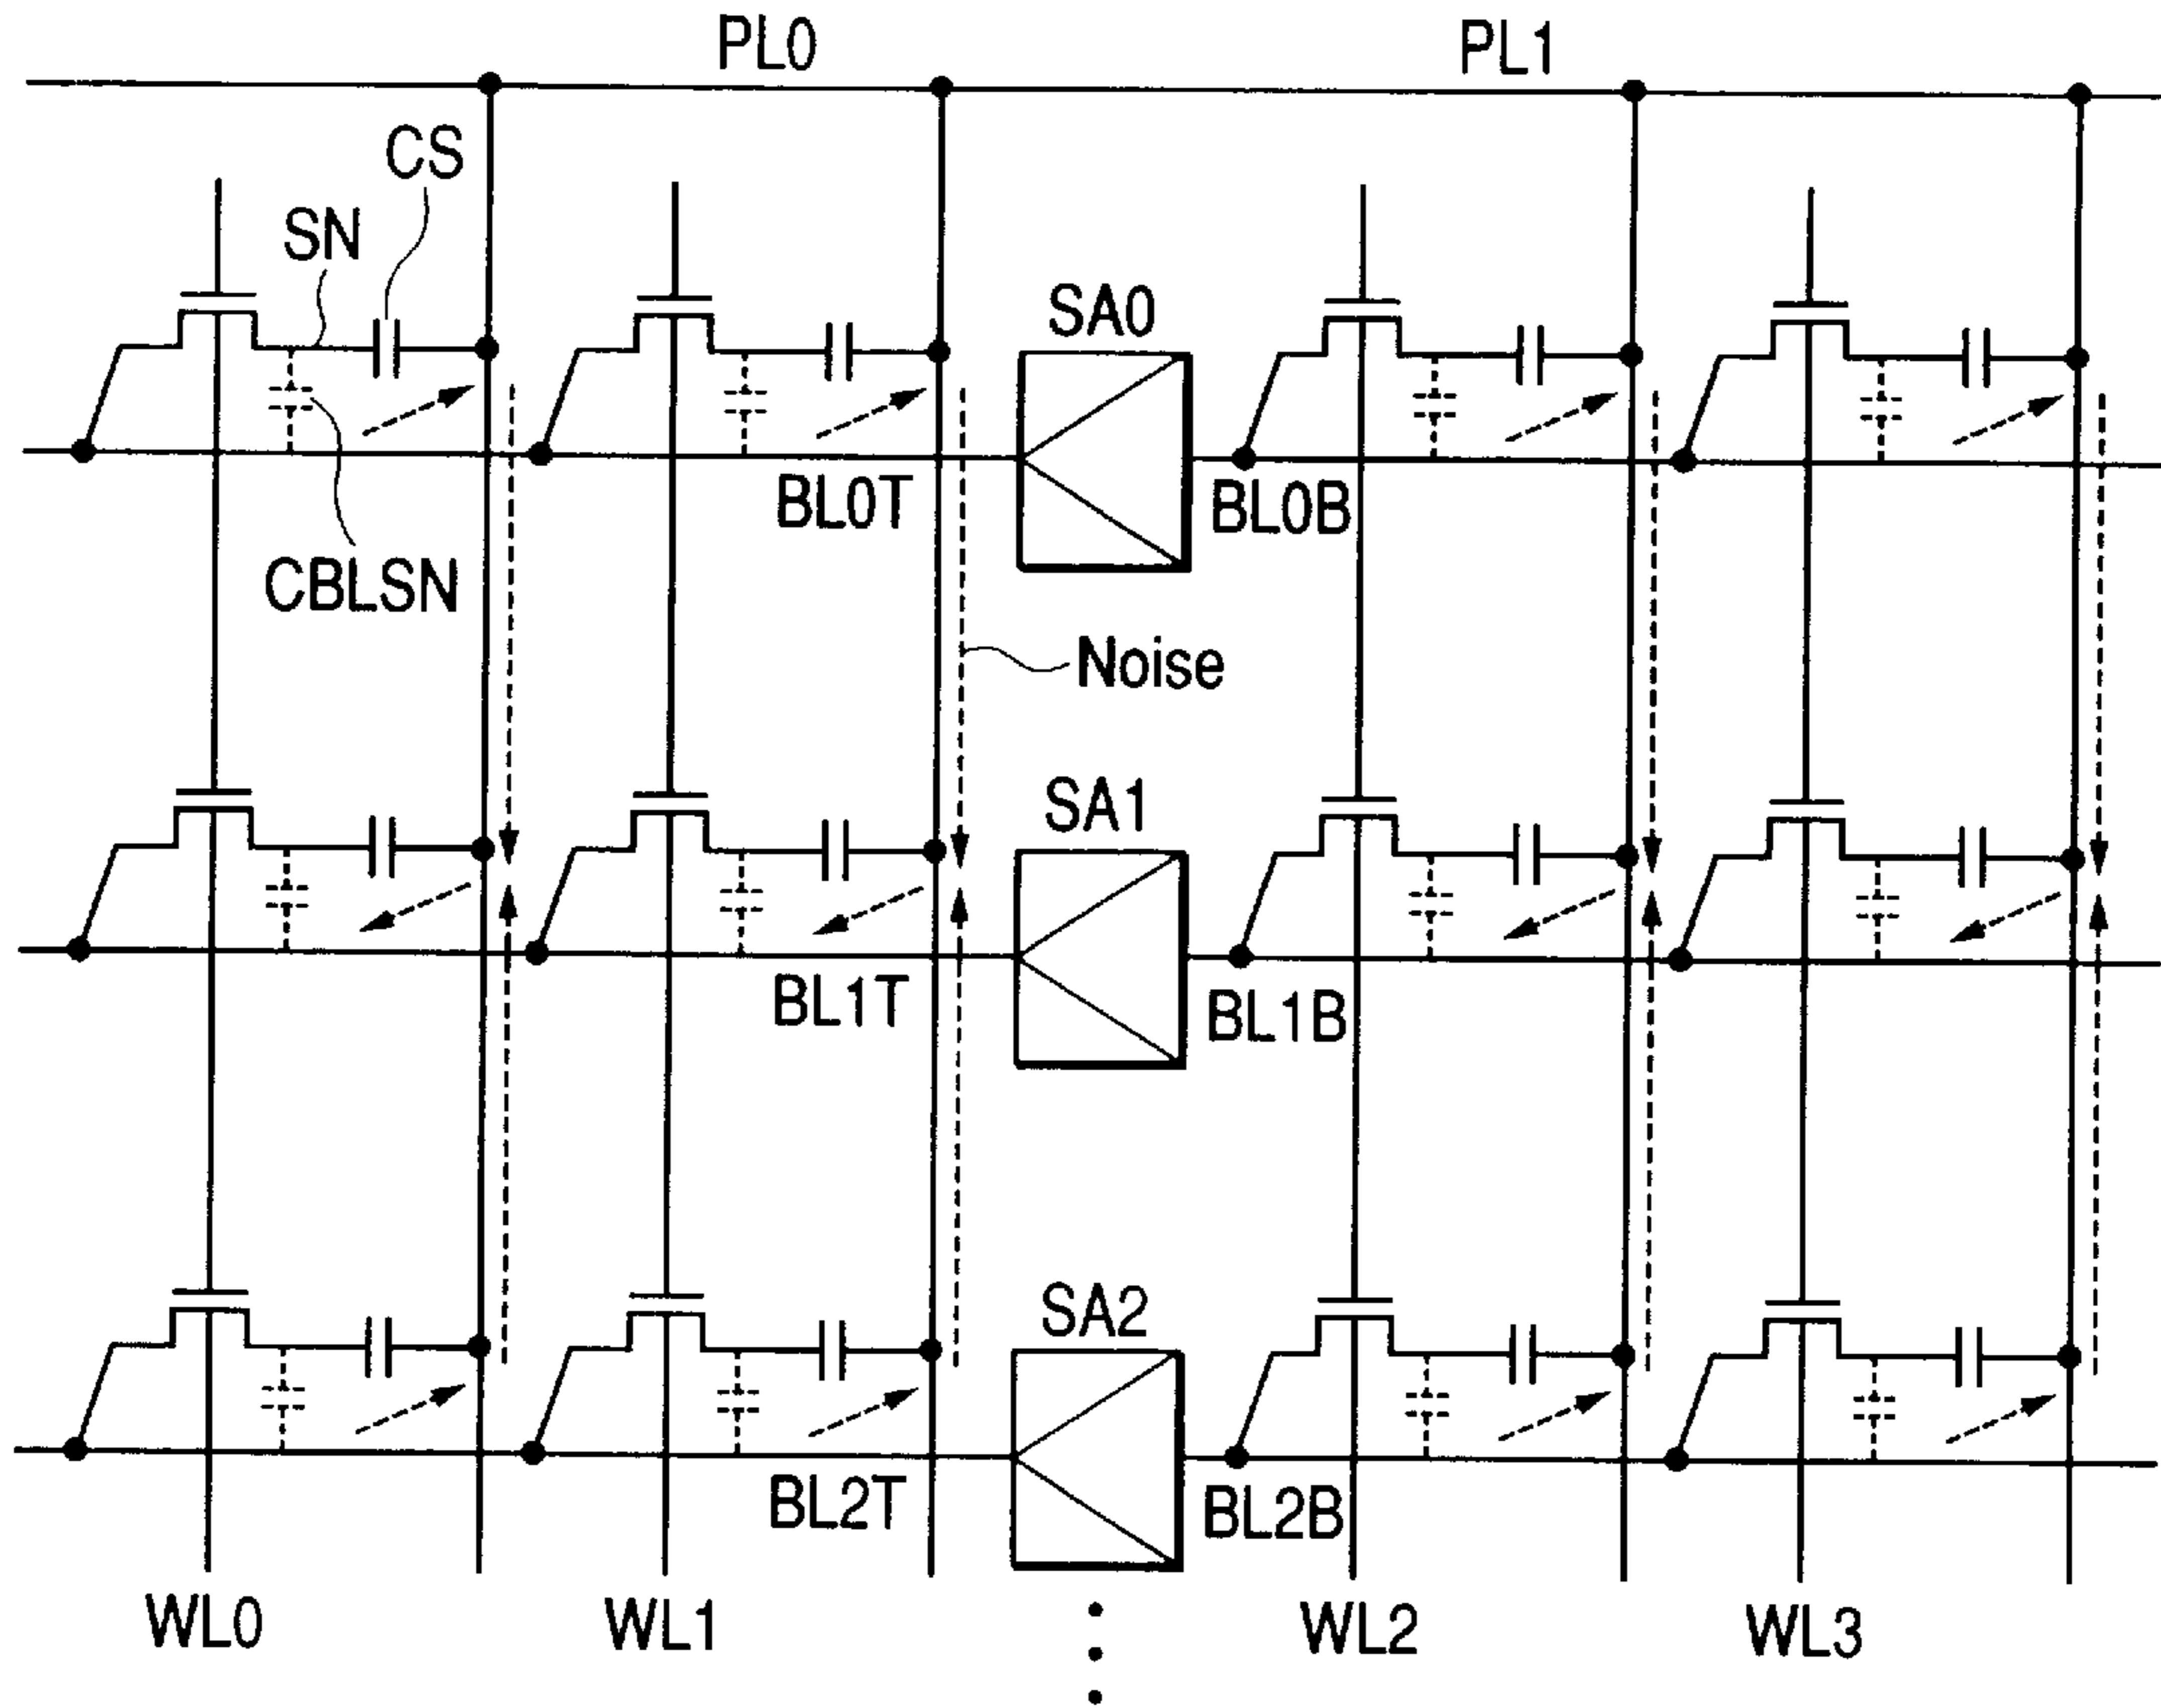 PL0
PL1
CS
SN
SA0
BL0T
BL0B
CBLSN
Noise
SA1
BL1T
BL1B
SA2
BL2T
BL2B
WL0
WL1
WL2
WL3